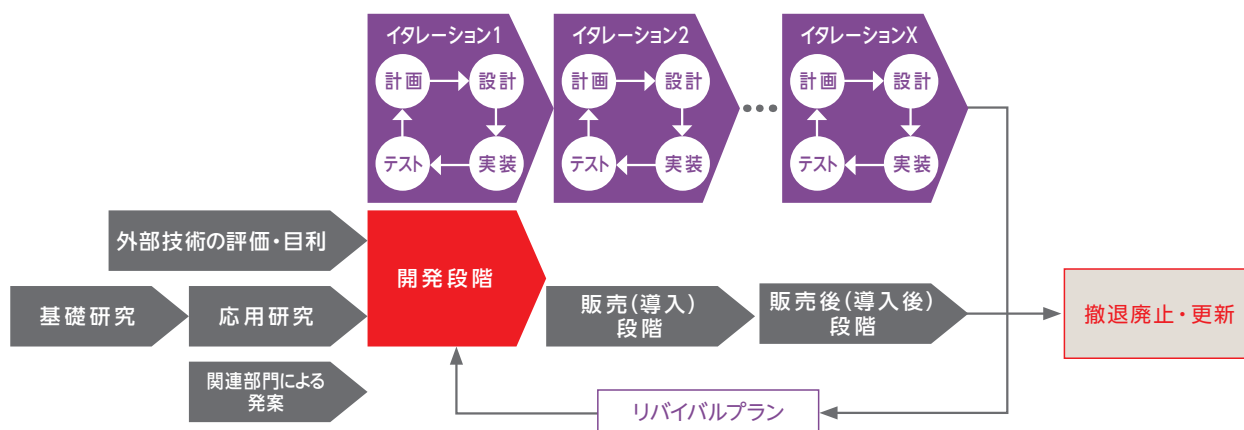 イタレーション1
計画
設計
テスト
実装
イタレーション2
計画
設計
テスト
実装
•••
イタレーションX
計画
設計
テスト
実装
外部技術の評価・目利
開発段階
基礎研究
応用研究
販売(導入)
段階
販売後(導入後)
段階
撤退廃止・更新
関連部門による
発案
リバイバルプラン